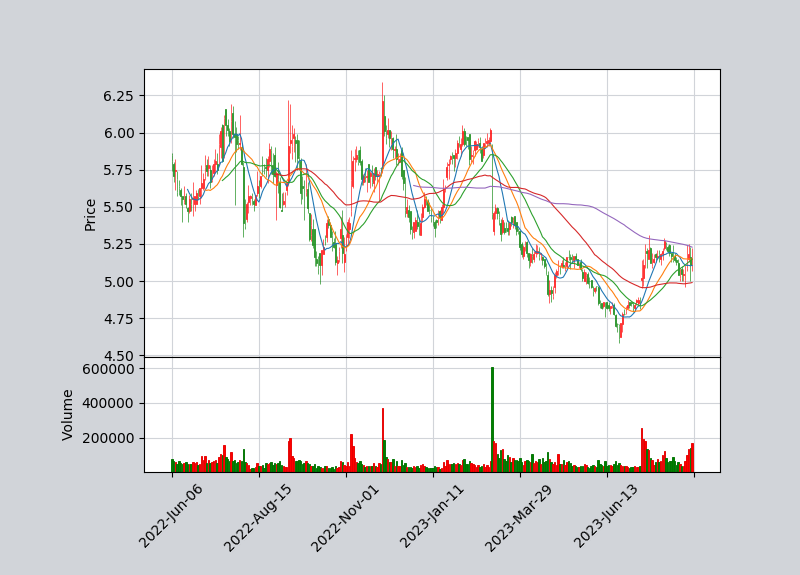 Price
6.25
6.00
5.75
5.50
5.25
5.00
4.75
4.50
Volume
600000
400000
200000
2022-Jun-06
2022-Aug-15
2022-Nov-01
2023-Jan-11
2023-Mar-29
2023-Jun-13